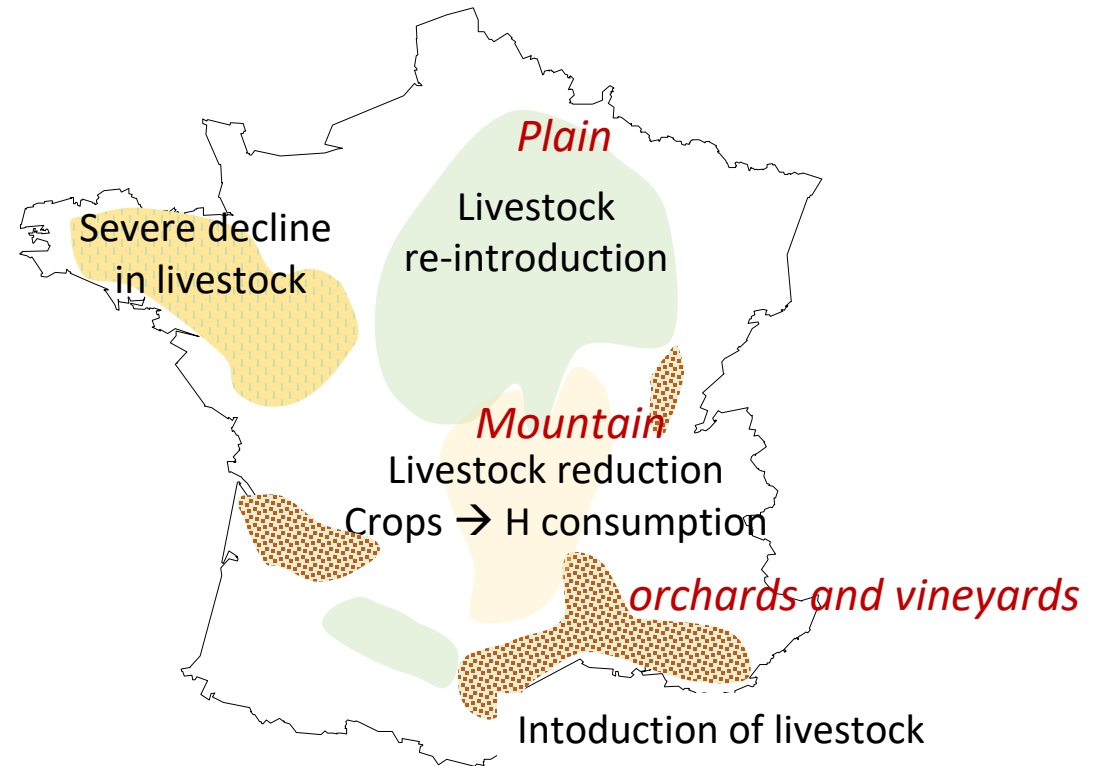 Plain
Livestock
re-introduction
Severe decline
in livestock
Mountain
Livestock reduction
Crops → H consumption
orchards and vineyards
Intoduction of livestock